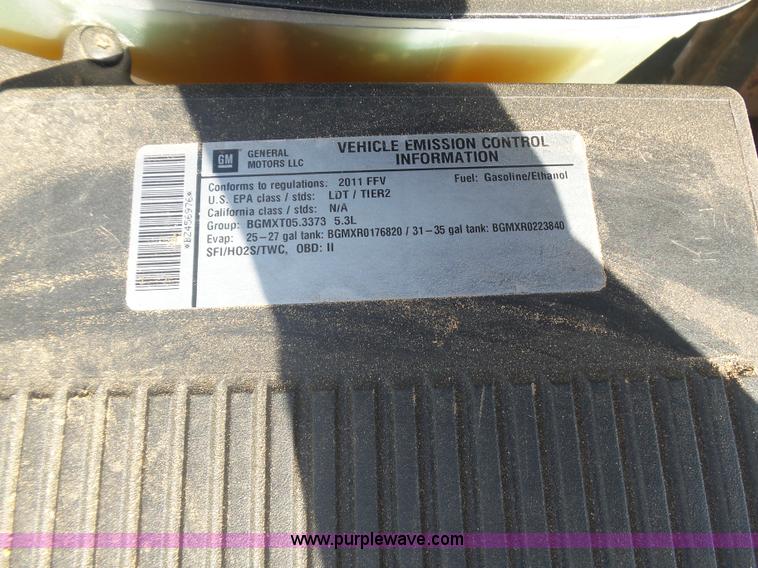 GM
GENERAL
MOTORS LLC
VEHICLE EMISSION CONTROL
INFORMATION
Conforms to regulations: 2011 FFV Fuel: Gasoline/Ethanol
U.S. EPA class / stds: LDT / TIER2
California class / stds: N/A
Group: BGMXT05.3373 5.3L
Evap: 25-27 gal tank: BGMXR0176820 / 31-35 gal tank: BGMXR0223840
SFI/HO2S/TWC, OBD: II
*BZ456976*
www.purplewave.com